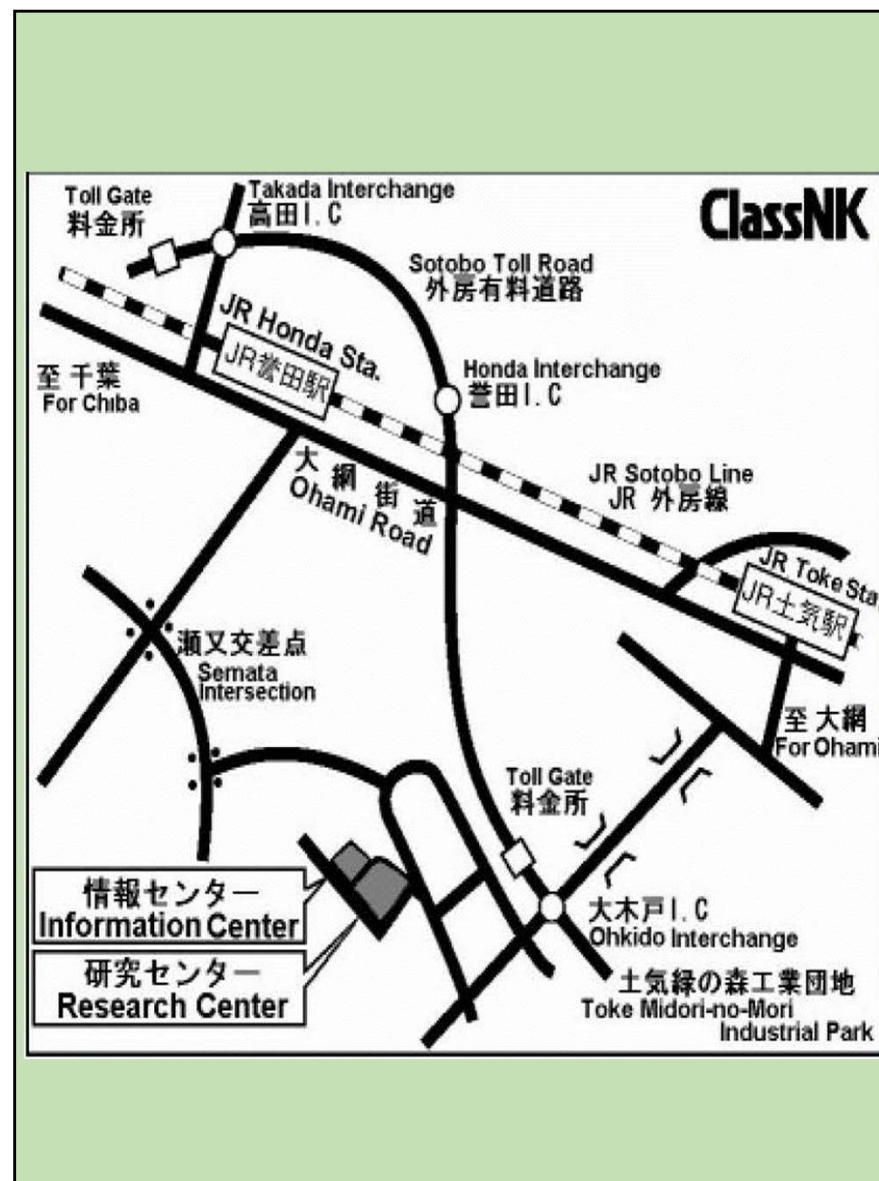 Toll Gate
料金所
Takada Interchange
高田I.C
ClassNK
Sotobo Toll Road
外房有料道路
JR Honda Sta.
JR誉田駅
至 千葉
For Chiba
Honda Interchange
誉田I.C
大網街道
Ohami Road
JR Sotobo Line
JR 外房線
JR Toke Sta.
JR土気駅
瀬又交差点
Semata
Intersection
至 大網
For Ohami
Toll Gate
料金所
情報センター
Information Center
大木戸I.C
Ohkido Interchange
研究センター
Research Center
土気緑の森工業団地
Toke Midori-no-Mori
Industrial Park